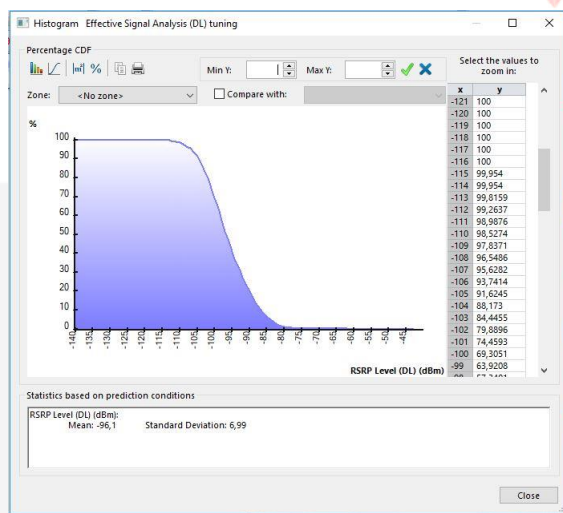 Histogram Effective Signal Analysis (DL) tuning
Percentage CDF
Min Y:
Max Y:
Select the values to
zoom in:
Zone: <No zone>
Compare with:
x y
-121 100
-120 100
-119 100
-118 100
-117 100
-116 100
-115 99,954
-114 99,954
-113 99,8159
-112 99,2637
-111 98,9876
-110 98,5274
-109 97,8371
-108 96,5486
-107 95,6282
-106 93,7414
-105 91,6245
-104 88,173
-103 84,4455
-102 79,8896
-101 74,4593
-100 69,3051
-99 63,9208
%
100
90
80
70
60
50
40
30
20
10
0
-140 -135 -130 -125 -120 -115 -110 -105 -100 -95 -90 -85 -80 -75 -70 -65 -60 -55 -50 -45
RSRP Level (DL) (dBm)
Statistics based on prediction conditions
RSRP Level (DL) (dBm):
Mean: -96,1 Standard Deviation: 6,99
Close